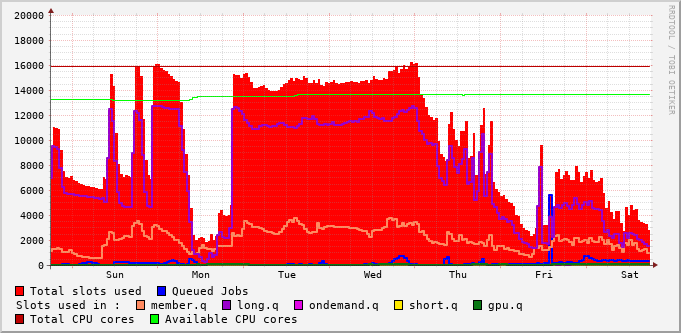 20000
18000
16000
14000
12000
10000
8000
6000
4000
2000
0
Sun Mon Tue Wed Thu Fri Sat
RRDTOOL / TOBI OETIKER
Total slots used Queued Jobs
Slots used in : member.q long.q ondemand.q short.q gpu.q
Total CPU cores Available CPU cores